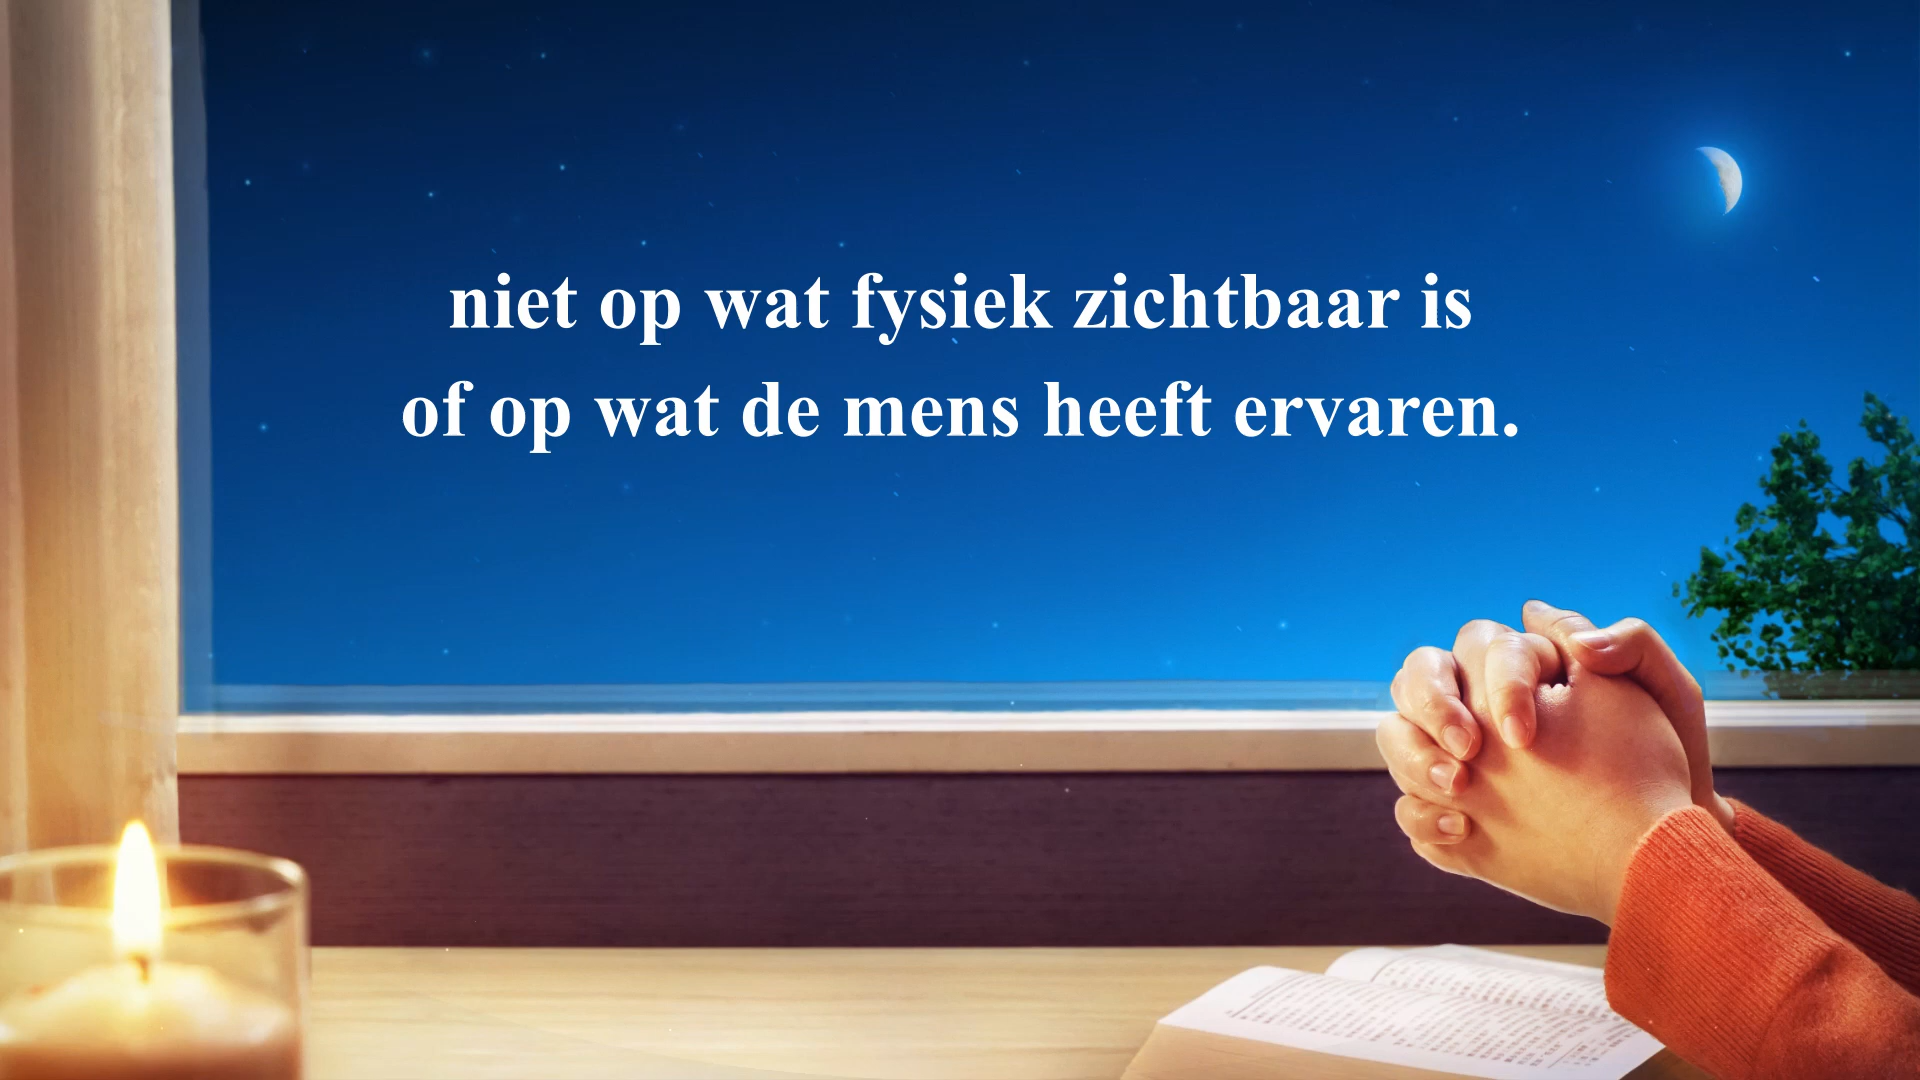 niet op wat fysiek zichtbaar is
of op wat de mens heeft ervaren.